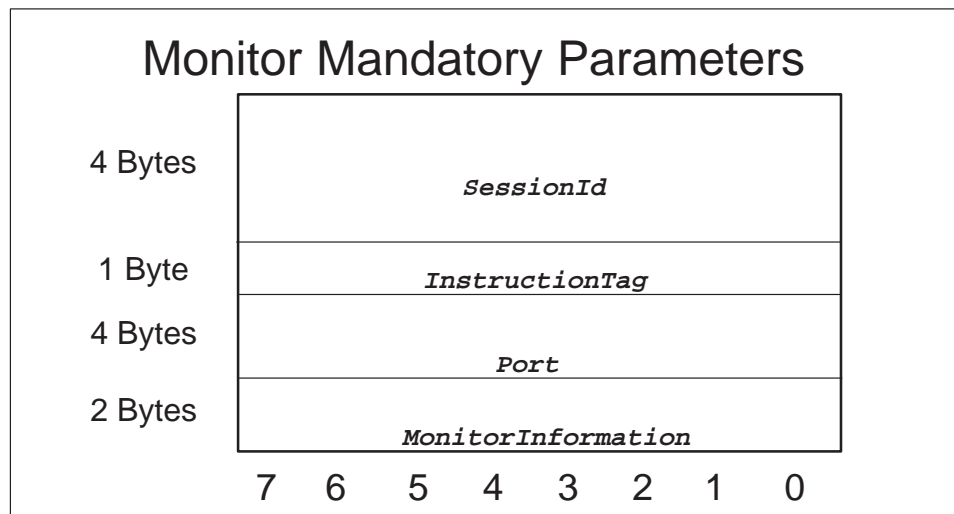 Monitor Mandatory Parameters
4 Bytes
SessionId
1 Byte
InstructionTag
4 Bytes
Port
2 Bytes
MonitorInformation
7 6 5 4 3 2 1 0